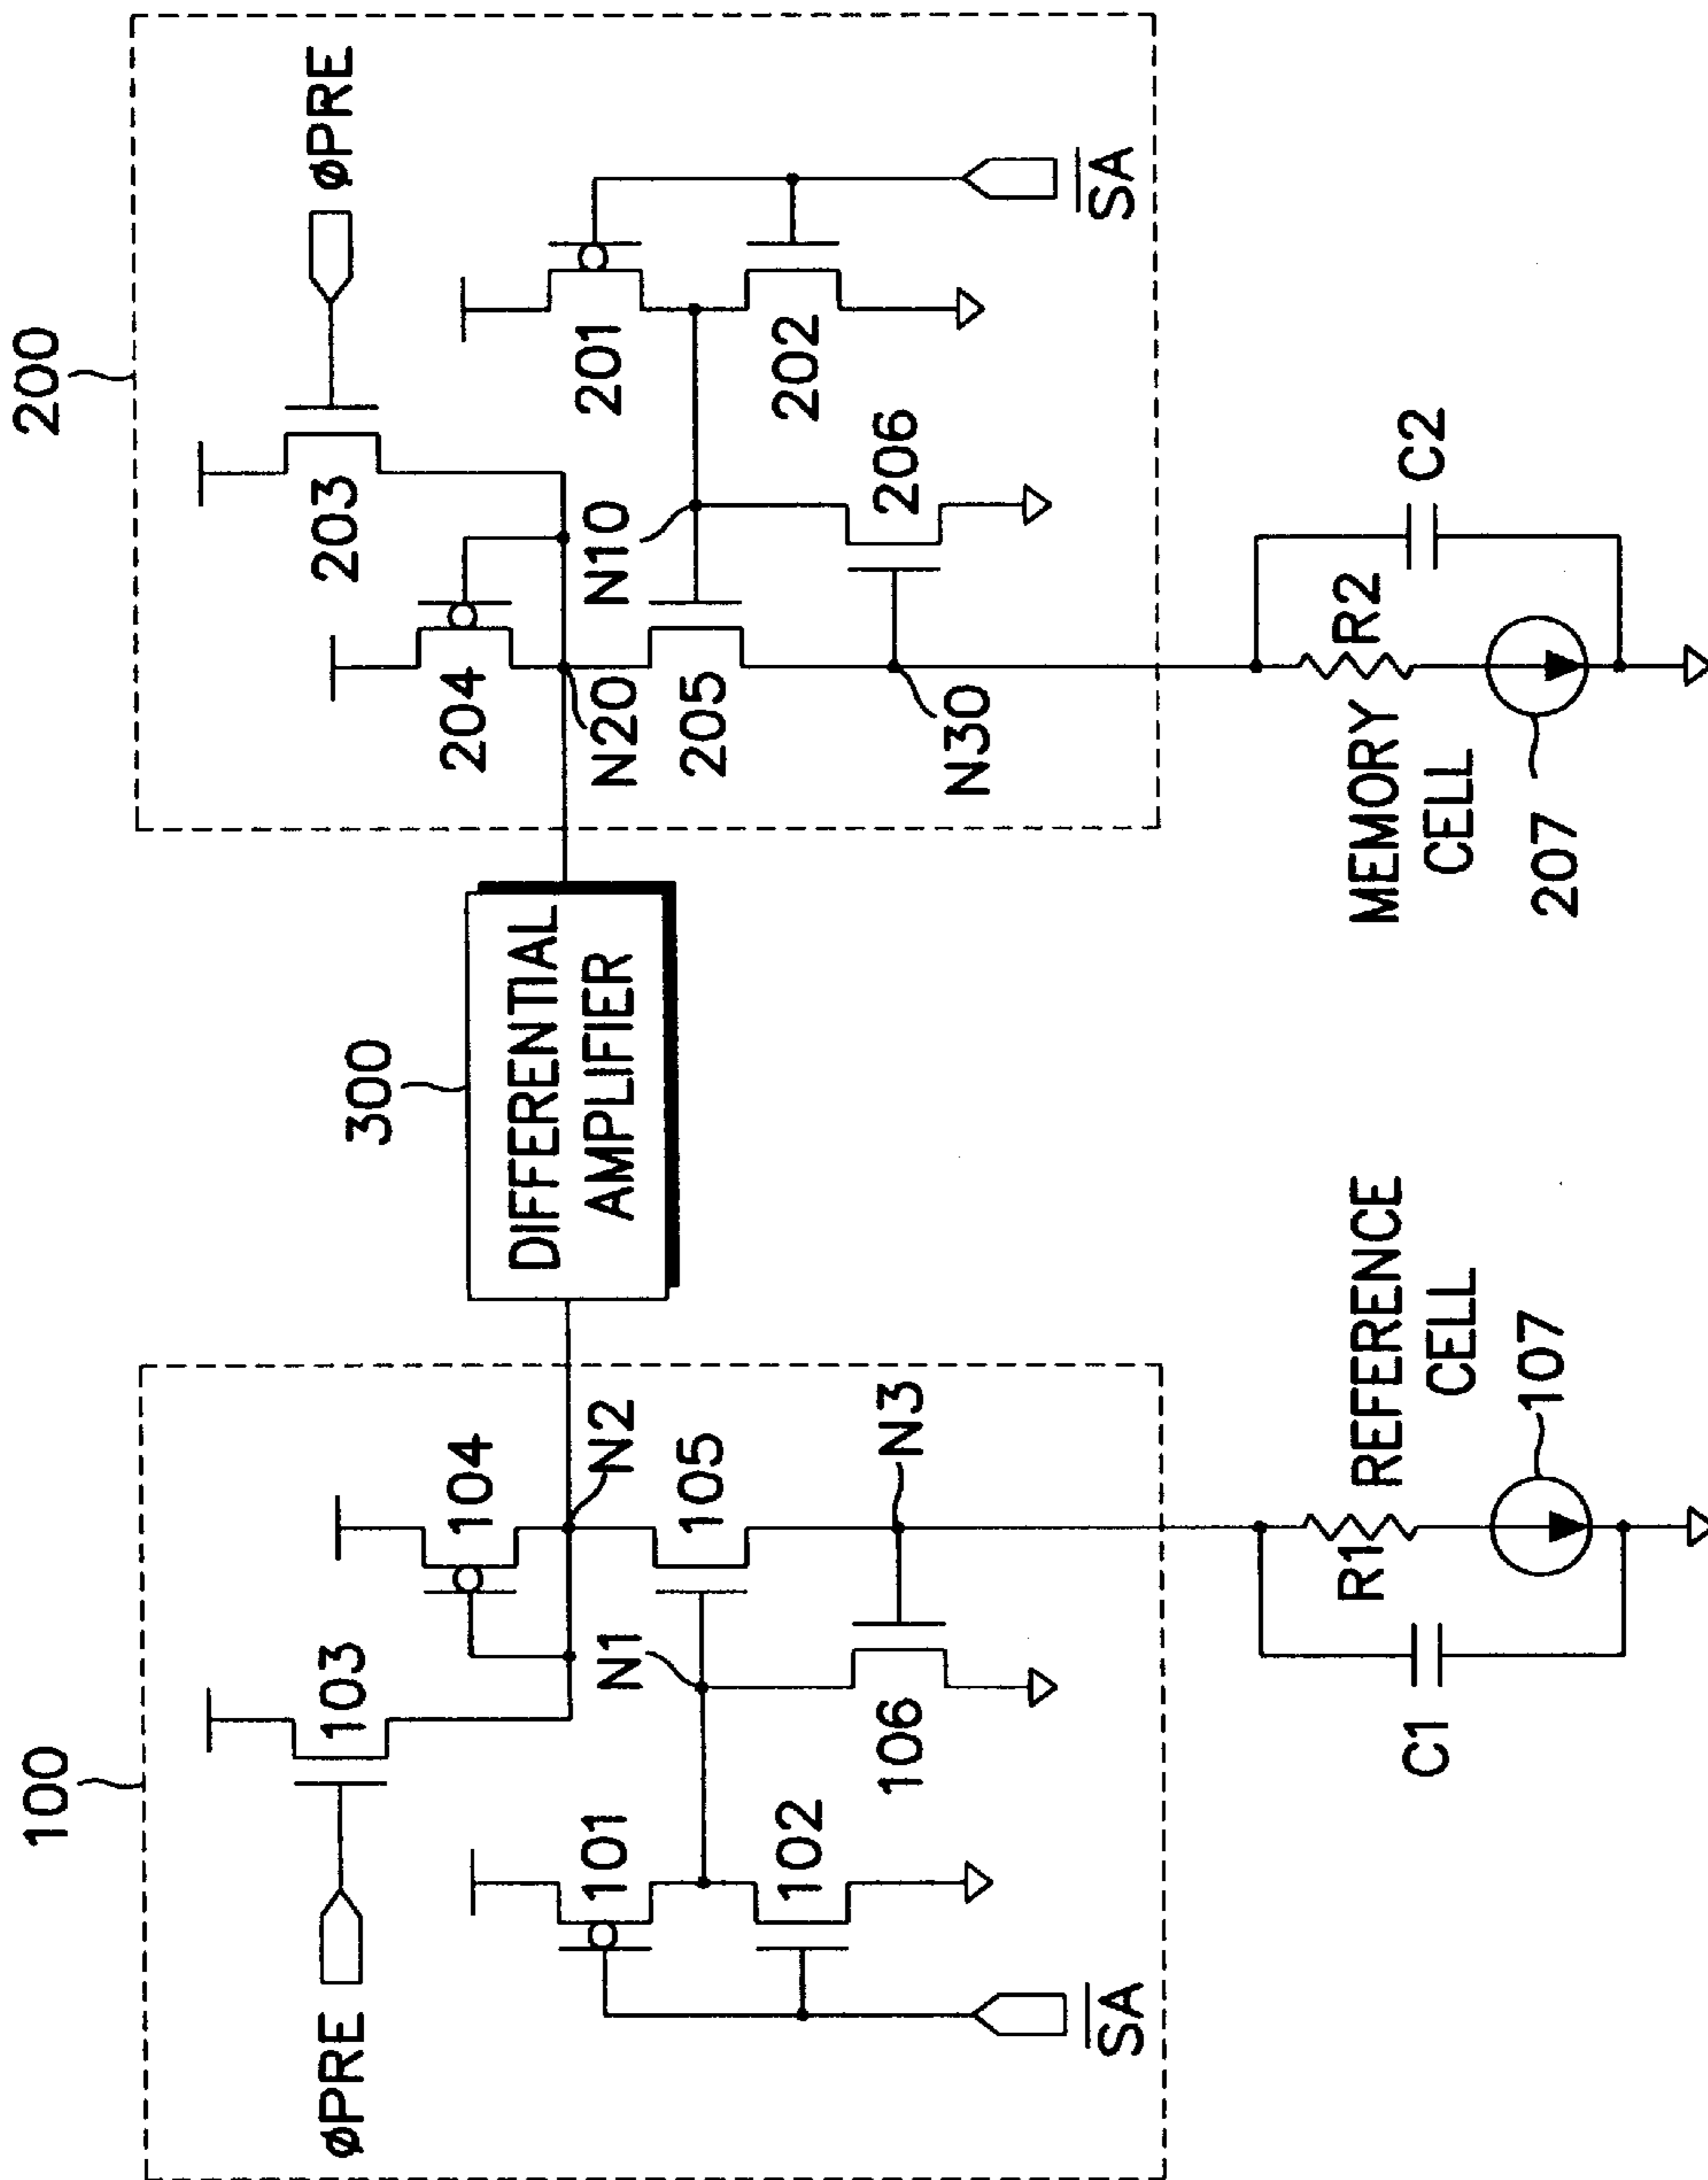 100
200
300
øPRE
øPRE
103
203
104
204
101
201
N2
N20
DIFFERENTIAL
AMPLIFIER
105
205
N1
N10
102
202
106
206
N3
N30
SA
SA
C1
R1
REFERENCE
CELL
107
MEMORY
CELL
207
R2
C2